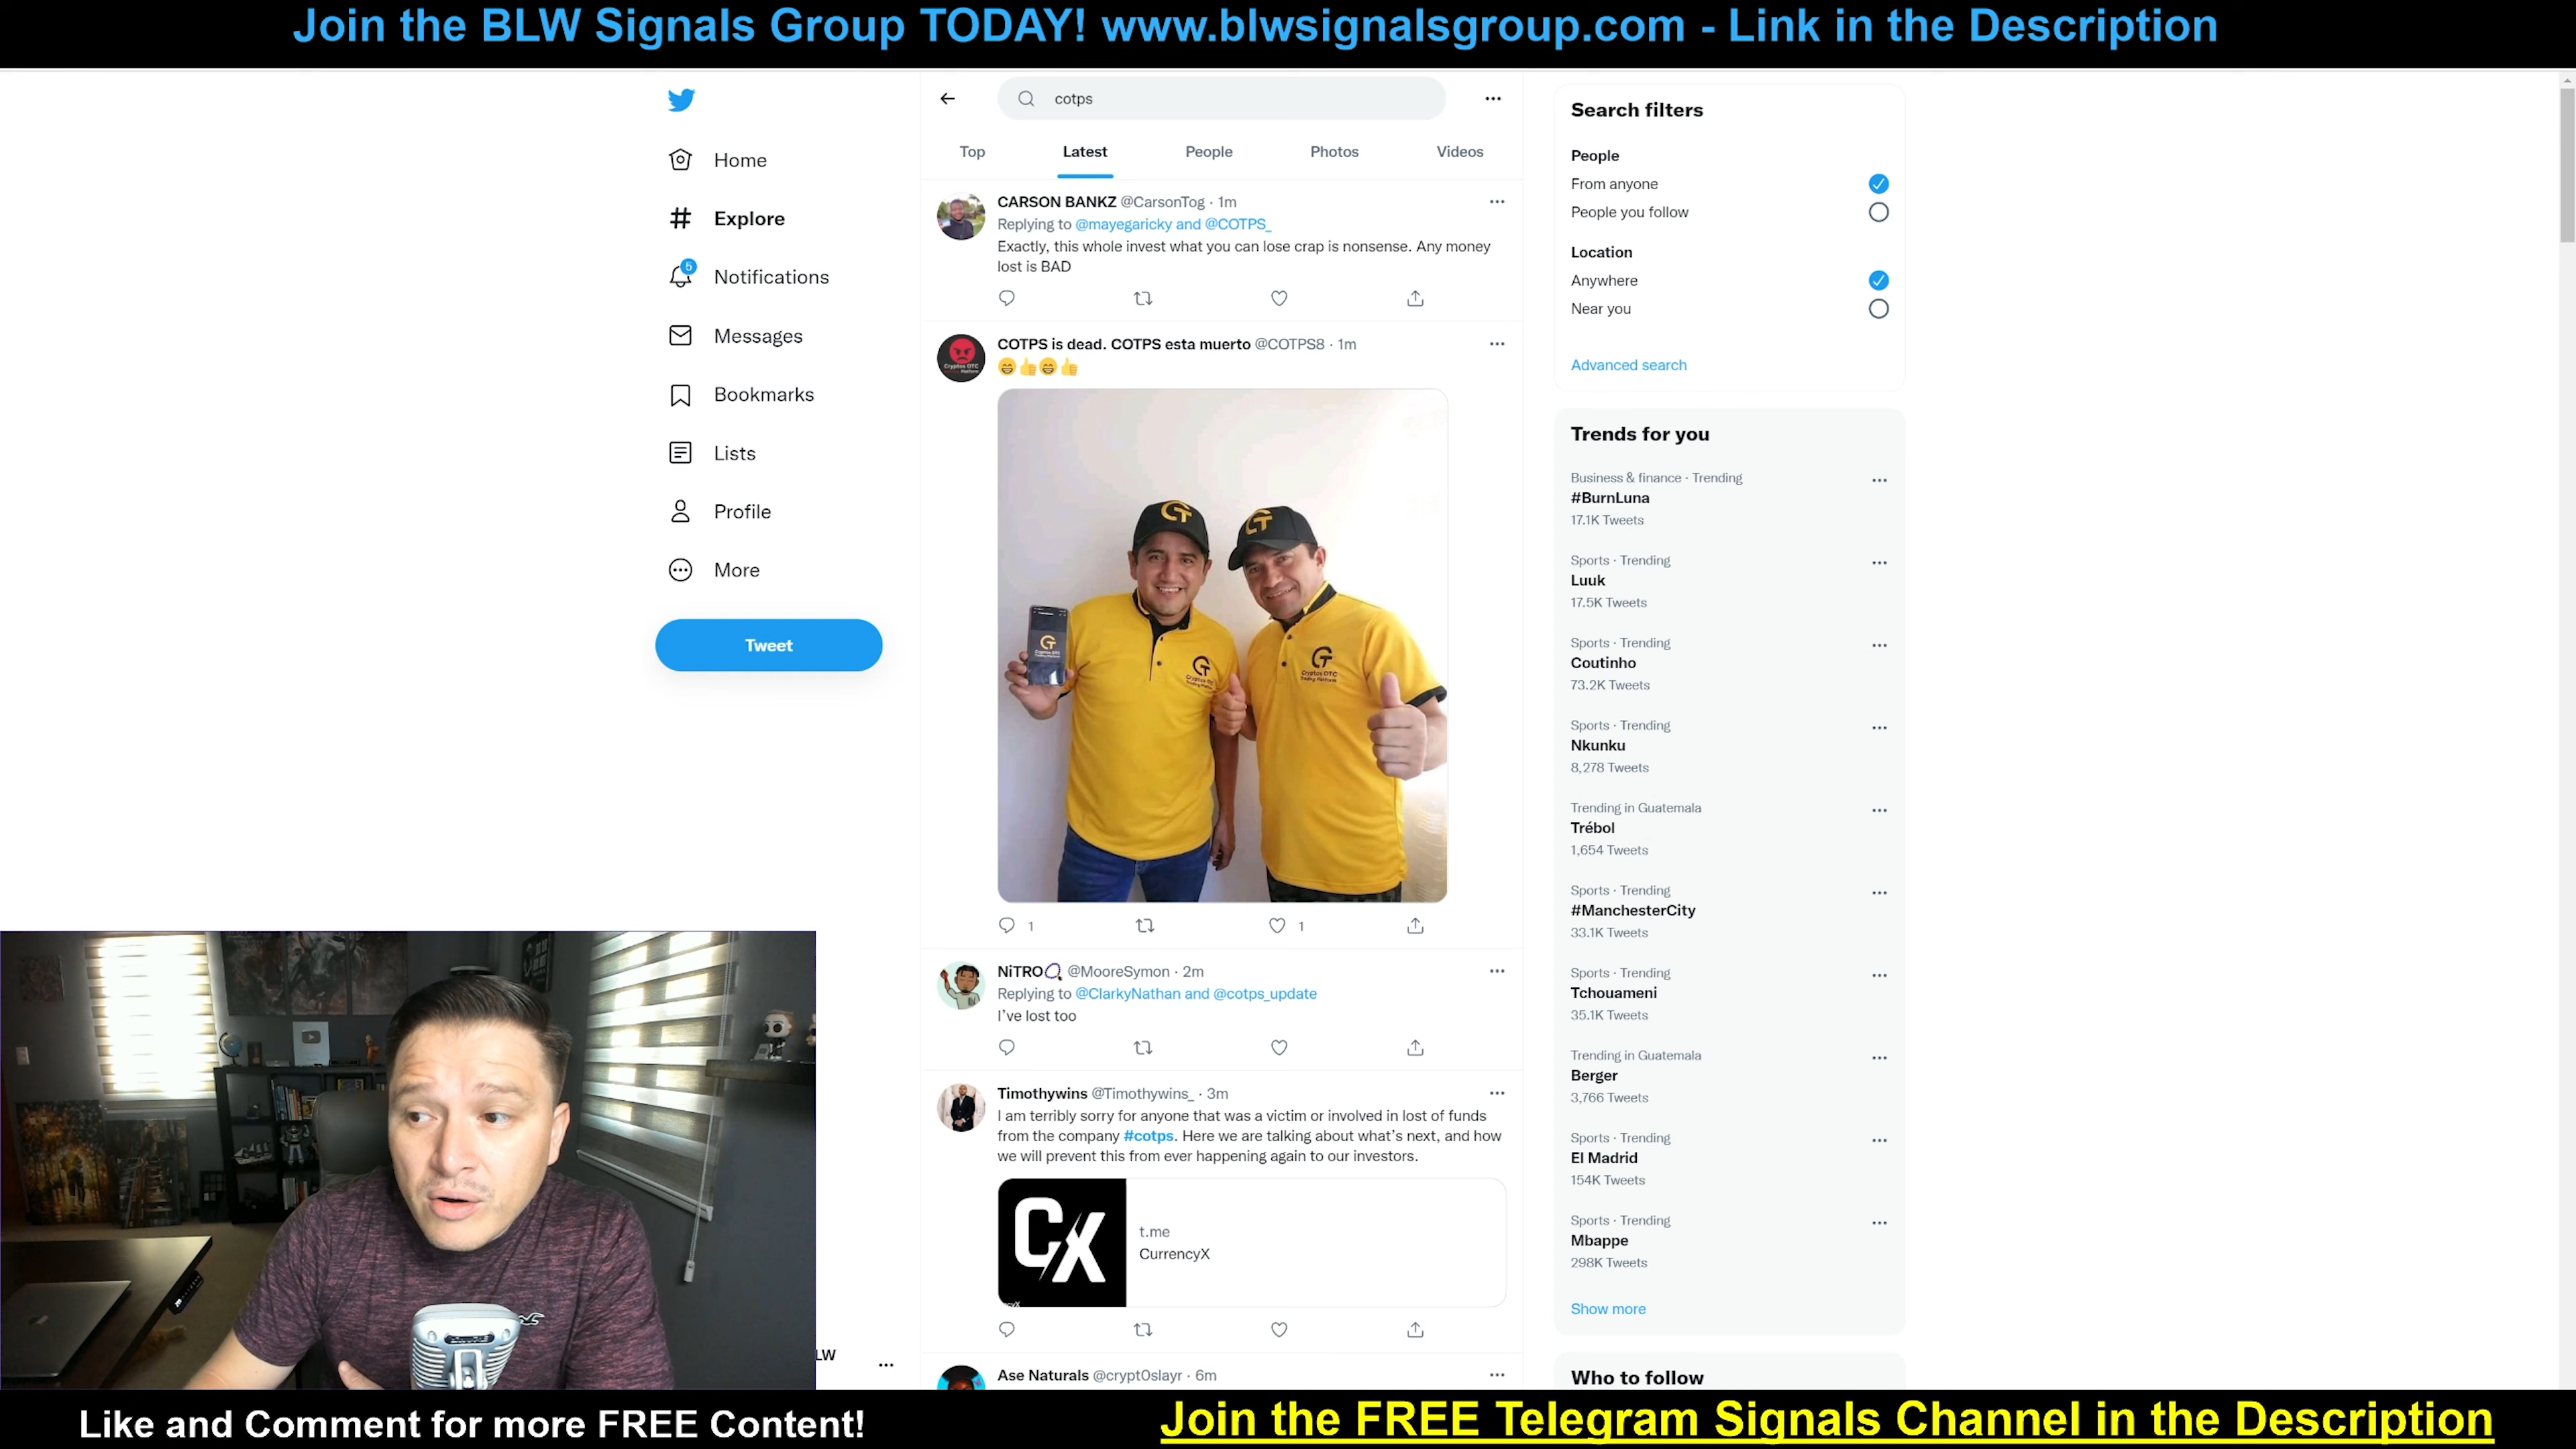 Join the BLW Signals Group TODAY! www.blwsignalsgroup.com - Link in the Description
cotps
Top
Latest
People
Photos
Videos
Home
Explore
5
Notifications
Messages
Bookmarks
Lists
Profile
More
Tweet
CARSON BANKZ @CarsonTog · 1m
Replying to @mayegaricky and @COTPS_
Exactly, this whole invest what you can lose crap is nonsense. Any money
lost is BAD
COTPS is dead. COTPS esta muerto @COTPS8 · 1m
😁👍😁👍
Cryptos OTC
Trading Platform
Cryptos OTC
Trading Platform
1
1
NiTRO @MooreSymon · 2m
Replying to @ClarkyNathan and @cotps_update
I've lost too
Timothywins @Timothywins_ · 3m
I am terribly sorry for anyone that was a victim or involved in lost of funds
from the company #cotps. Here we are talking about what's next, and how
we will prevent this from ever happening again to our investors.
CX
t.me
CurrencyX
Ase Naturals @crypt0slayr · 6m
Search filters
People
From anyone
People you follow
Location
Anywhere
Near you
Advanced search
Trends for you
Business & finance · Trending
#BurnLuna
17.1K Tweets
Sports · Trending
Luuk
17.5K Tweets
Sports · Trending
Coutinho
73.2K Tweets
Sports · Trending
Nkunku
8,278 Tweets
Trending in Guatemala
Trébol
1,654 Tweets
Sports · Trending
#ManchesterCity
33.1K Tweets
Sports · Trending
Tchouameni
35.1K Tweets
Trending in Guatemala
Berger
3,766 Tweets
Sports · Trending
El Madrid
154K Tweets
Sports · Trending
Mbappe
298K Tweets
Show more
Who to follow
LW
Like and Comment for more FREE Content!
Join the FREE Telegram Signals Channel in the Description